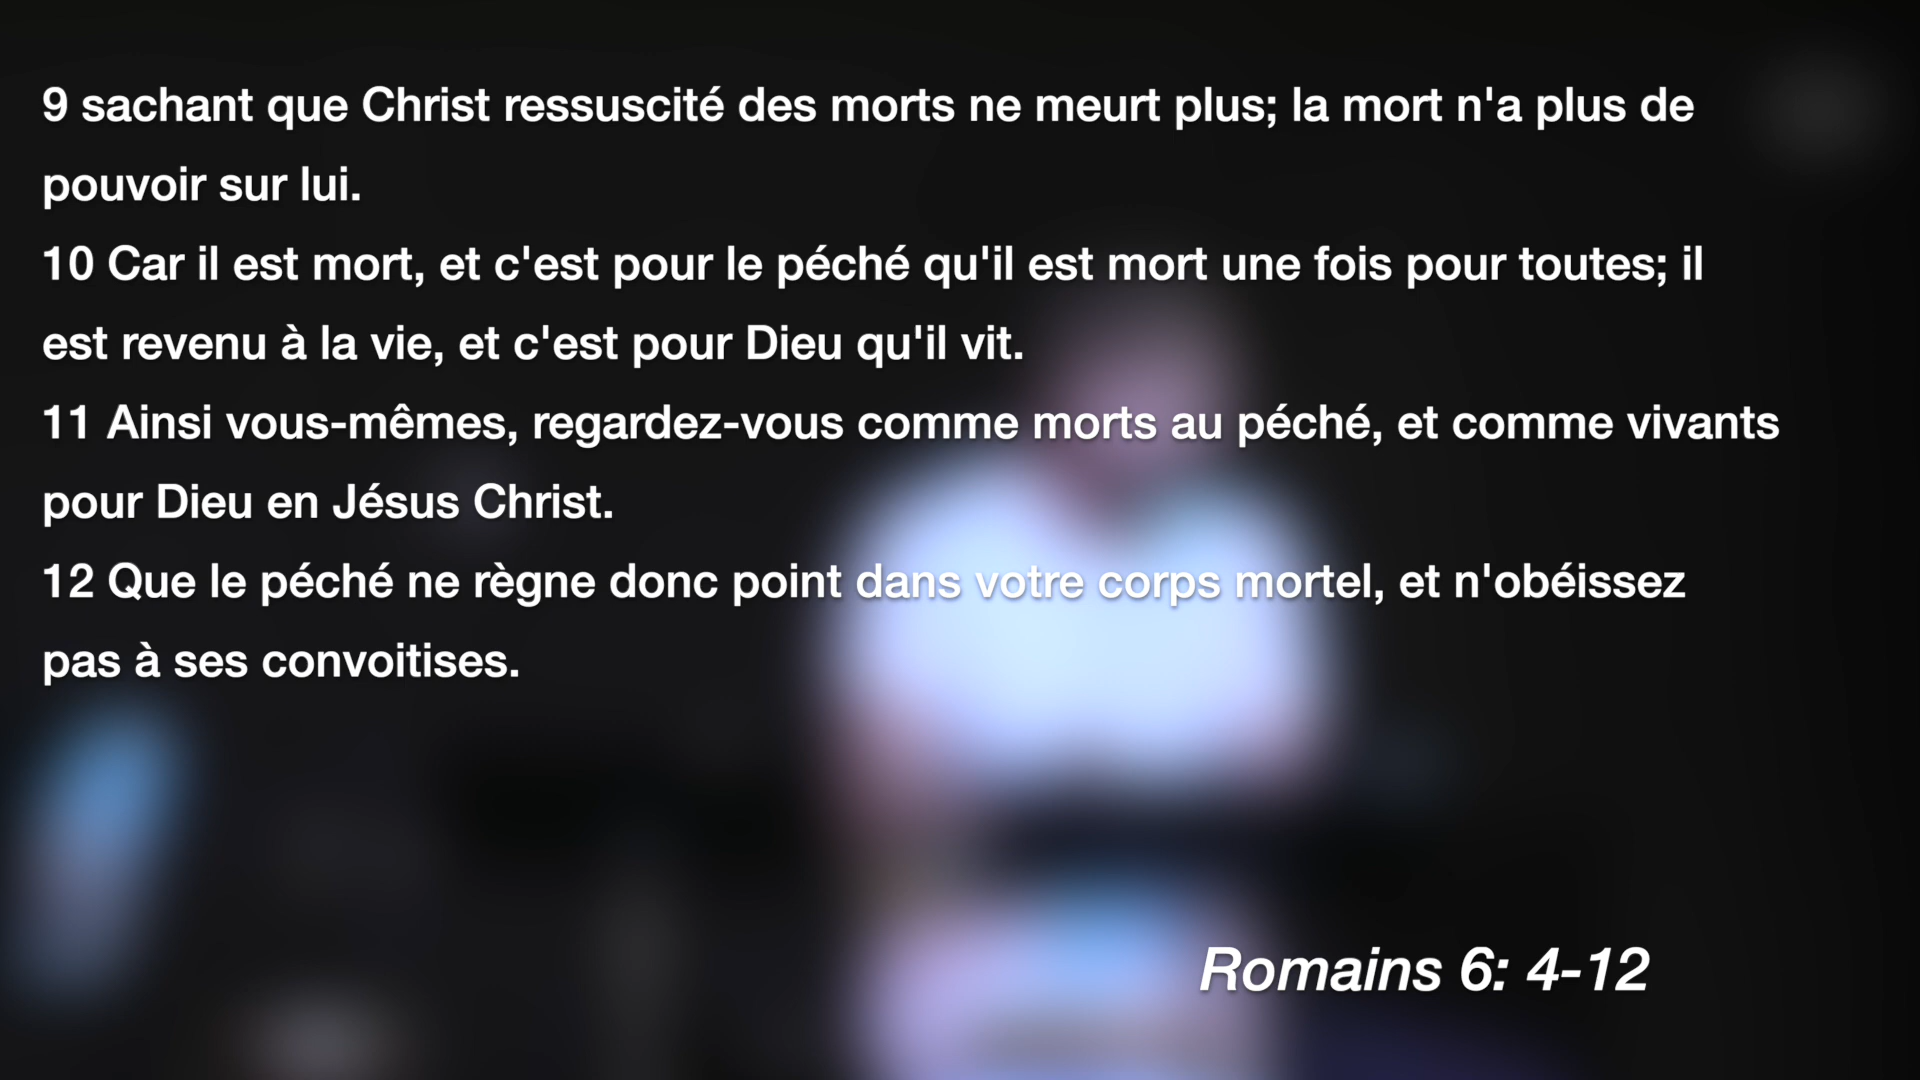 9 sachant que Christ ressuscité des morts ne meurt plus; la mort n'a plus de
pouvoir sur lui.
10 Car il est mort, et c'est pour le péché qu'il est mort une fois pour toutes; il
est revenu à la vie, et c'est pour Dieu qu'il vit.
11 Ainsi vous-mêmes, regardez-vous comme morts au péché, et comme vivants
pour Dieu en Jésus Christ.
12 Que le péché ne règne donc point dans votre corps mortel, et n'obéissez
pas à ses convoitises.
Romains 6: 4-12